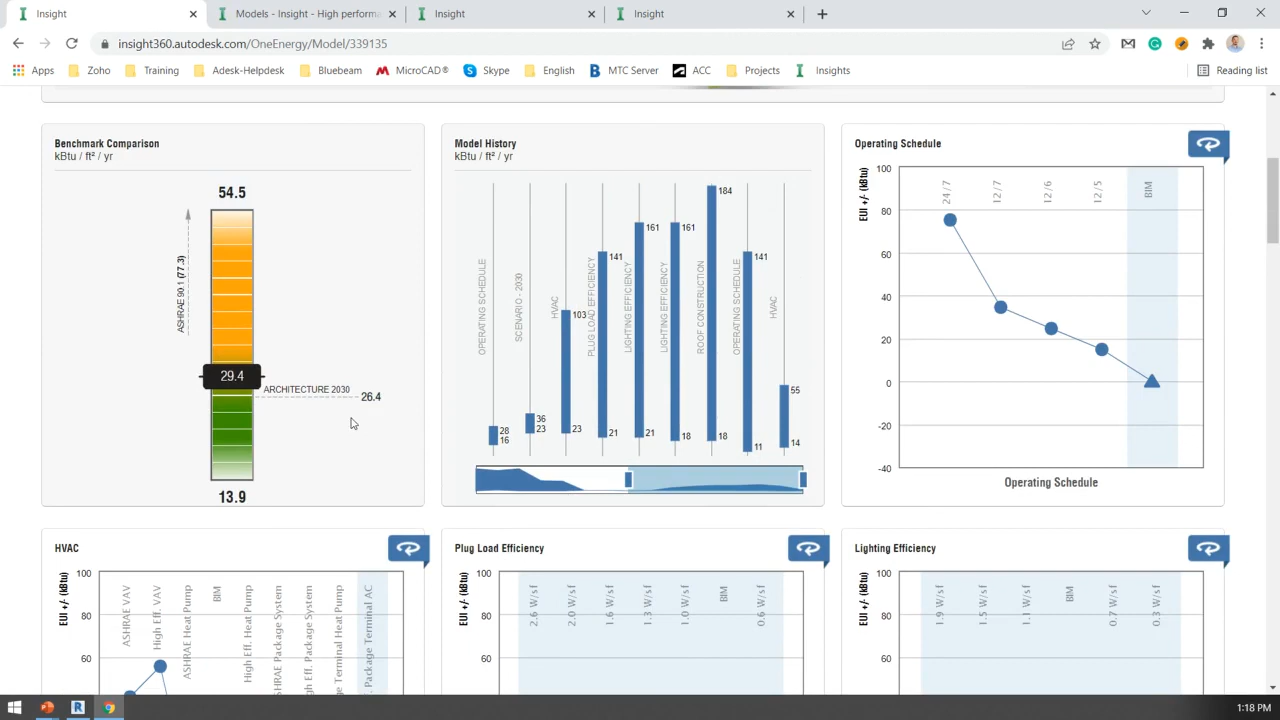 Insight
Models - Insight - High performa
Insight
Insight
insight360.autodesk.com/OneEnergy/Model/339135
Apps
Zoho
Training
Adesk-Helpdesk
Bluebeam
MicroCAD®
Skype
English
MTC Server
ACC
Projects
Insights
Reading list
Benchmark Comparison
kBtu / ft² / yr
54.5
ASHRAE 90.1 (77.3)
29.4
ARCHITECTURE 2030
26.4
13.9
Model History
kBtu / ft² / yr
OPERATING SCHEDULE
28
16
SCENARIO - 2030
36
23
HVAC
103
23
PLUG LOAD EFFICIENCY
141
21
LIGHTING EFFICIENCY
161
21
LIGHTING EFFICIENCY
161
18
ROOF CONSTRUCTION
184
18
OPERATING SCHEDULE
141
11
HVAC
55
14
Operating Schedule
EUI +/- (kBtu)
100
80
60
40
20
0
-20
-40
24/7
12/7
12/6
12/5
BIM
Operating Schedule
HVAC
EUI +/- (kBtu)
100
80
60
ASHRAE VAV
High Eff. VAV
ASHRAE Heat Pump
BIM
High Eff. Heat Pump
SHRAE Package System
gh Eff. Package System
ge Terminal Heat Pump
. Package Terminal AC
Plug Load Efficiency
EUI +/- (kBtu)
100
80
60
2.6 W/sf
2.0 W/sf
1.6 W/sf
1.3 W/sf
1.0 W/sf
BIM
0.6 W/sf
Lighting Efficiency
EUI +/- (kBtu)
100
80
60
1.9 W/sf
1.5 W/sf
1.1 W/sf
BIM
0.7 W/sf
0.3 W/sf
1:18 PM